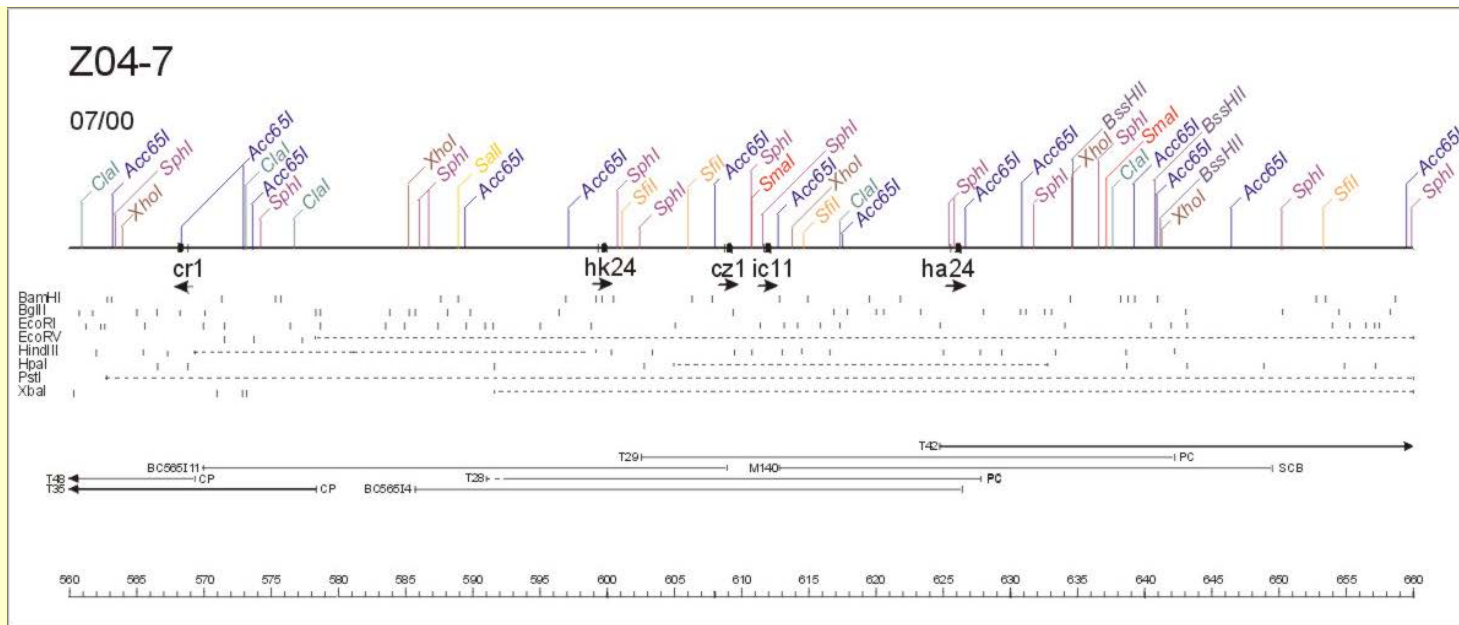 Z04-7
07/00
ClaI
Acc65I
SphI
XhoI
Acc65I
ClaI
Acc65I
SphI
ClaI
XhoI
SphI
SalI
Acc65I
Acc65I
SphI
SfiI
SphI
SfiI
Acc65I
SphI
SmaI
SphI
Acc65I
XhoI
SfiI
ClaI
Acc65I
SphI
Acc65I
Acc65I
SphI
BssHII
XhoI
SphI
SmaI
ClaI
Acc65I
BssHII
Acc65I
BssHII
XhoI
Acc65I
SphI
SfiI
Acc65I
SphI
cr1 hk24 cz1 ic11 ha24
BamHI
BglII
EcoRI
EcoRV
HindIII
HpaI
PstI
XbaI
T42
T29 PC
BC565I11 M140 SCB
T48 CP T28 PC
T35 CP BC565I4
560 565 570 575 580 585 590 595 600 605 610 615 620 625 630 635 640 645 650 655 660